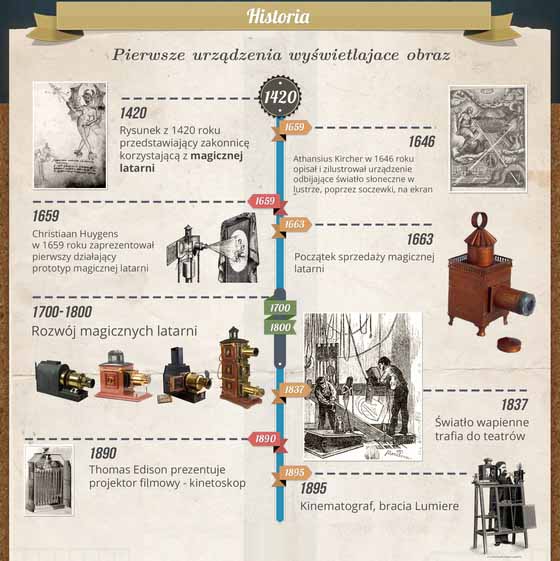 Historia
Pierwsze urządzenia wyświetlajace obraz
1420
1420
Rysunek z 1420 roku
przedstawiający zakonnicę
korzystającą z magicznej
latarni
1659
1646
Athansius Kircher w 1646 roku
opisał i zilustrował urządzenie
odbijające światło słoneczne w
lustrze, poprzez soczewki, na ekran
1659
1659
Christiaan Huygens
w 1659 roku zaprezentował
pierwszy działający
prototyp magicznej latarni
1663
1663
Początek sprzedaży magicznej
latarni
1700-1800
Rozwój magicznych latarni
1700
1800
1837
1837
Światło wapienne
trafia do teatrów
1890
1890
Thomas Edison prezentuje
projektor filmowy - kinetoskop
1895
1895
Kinematograf, bracia Lumiere